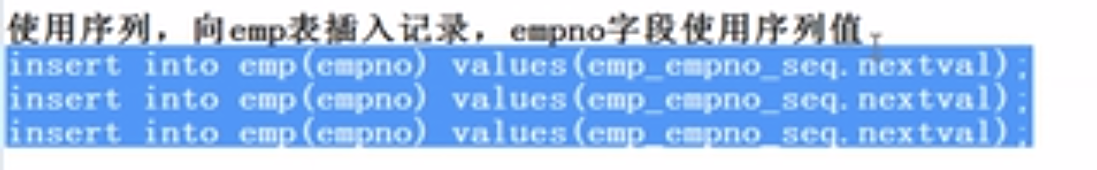 使用序列，向emp表插入记录，empno字段使用序列值
insert into emp(empno) values(emp_empno_seq.nextval);
insert into emp(empno) values(emp_empno_seq.nextval);
insert into emp(empno) values(emp_empno_seq.nextval);